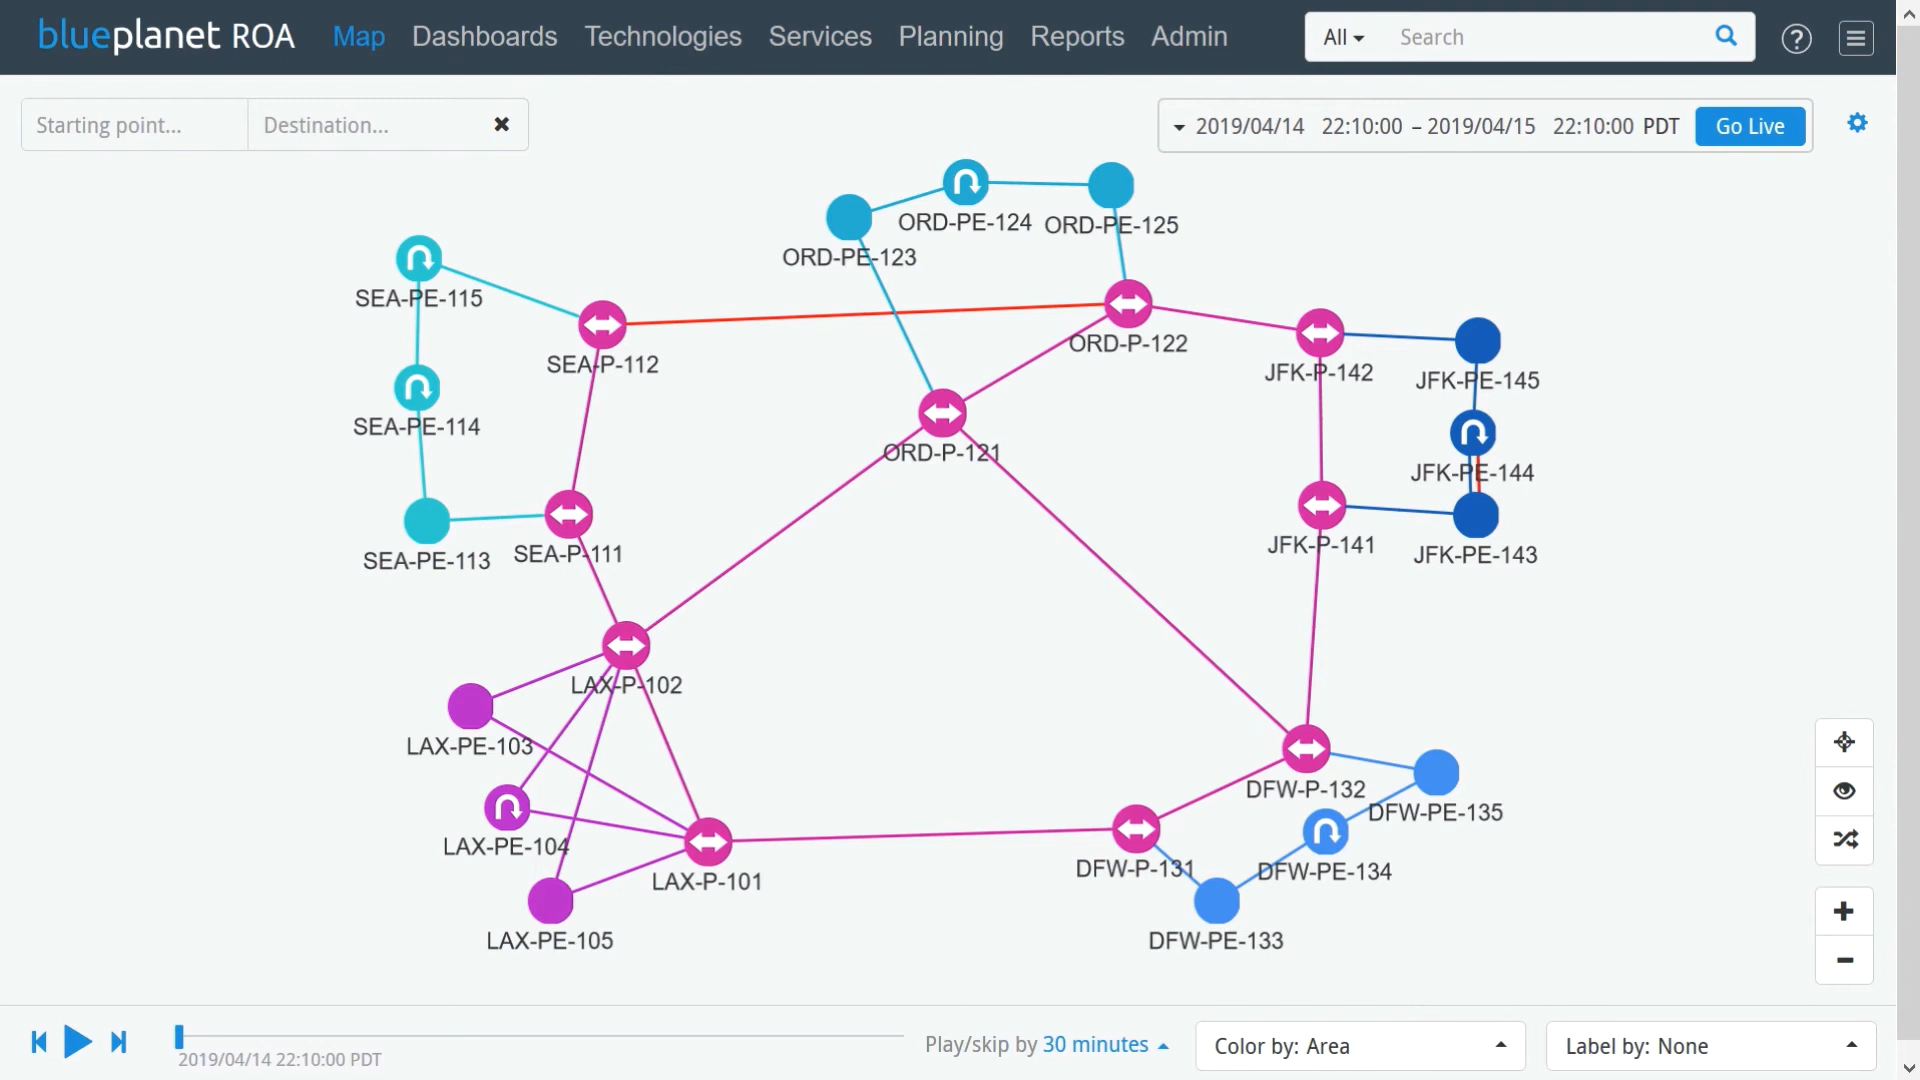 blueplanet ROA Map Dashboards Technologies Services Planning Reports Admin All Search
Starting point... Destination... 2019/04/14 22:10:00 – 2019/04/15 22:10:00 PDT Go Live
ORD-PE-124
ORD-PE-125
ORD-PE-123
SEA-PE-115
ORD-P-122
SEA-P-112
JFK-P-142
JFK-PE-145
SEA-PE-114
ORD-P-121
JFK-PE-144
SEA-PE-113
SEA-P-111
JFK-P-141
JFK-PE-143
LAX-P-102
LAX-PE-103
DFW-P-132
DFW-PE-135
LAX-PE-104
LAX-P-101
DFW-P-131
DFW-PE-134
LAX-PE-105
DFW-PE-133
2019/04/14 22:10:00 PDT
Play/skip by 30 minutes
Color by: Area
Label by: None